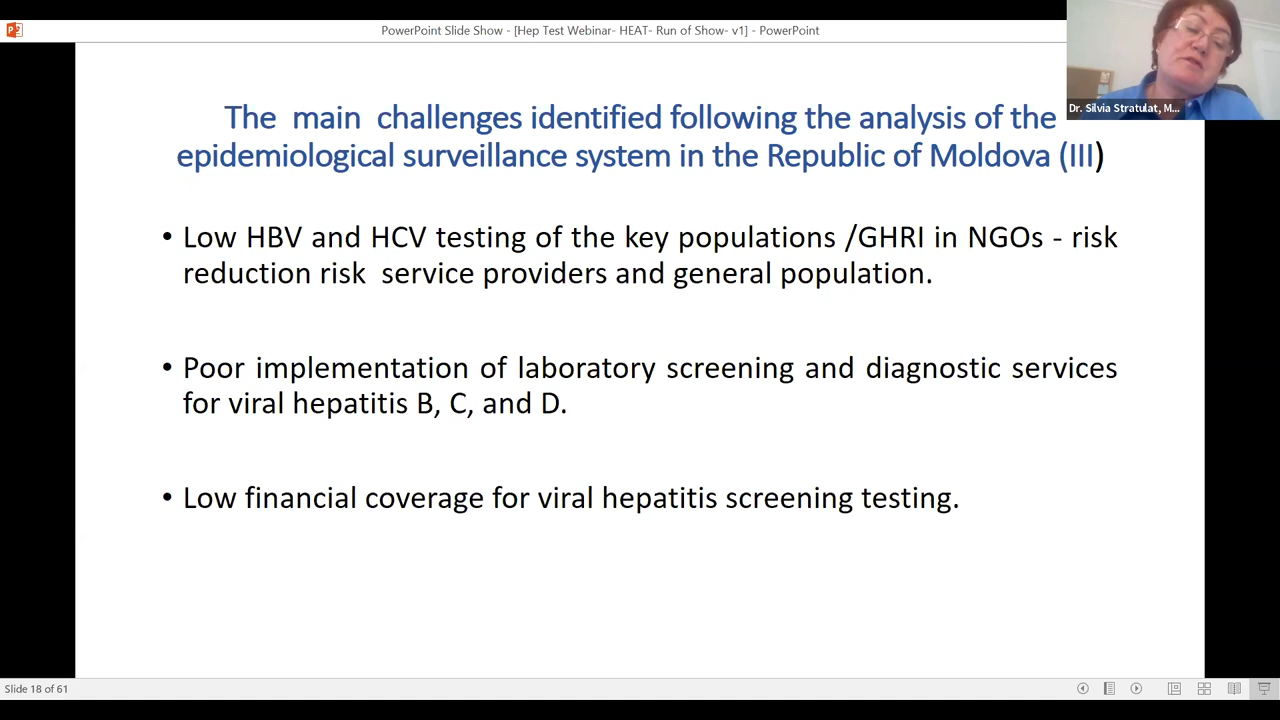 PowerPoint Slide Show - [Hep Test Webinar- HEAT- Run of Show- v1] - PowerPoint
Dr. Silvia Stratulat, M...
The main challenges identified following the analysis of the
epidemiological surveillance system in the Republic of Moldova (III)
• Low HBV and HCV testing of the key populations /GHRI in NGOs - risk
reduction risk service providers and general population.
• Poor implementation of laboratory screening and diagnostic services
for viral hepatitis B, C, and D.
• Low financial coverage for viral hepatitis screening testing.
Slide 18 of 61